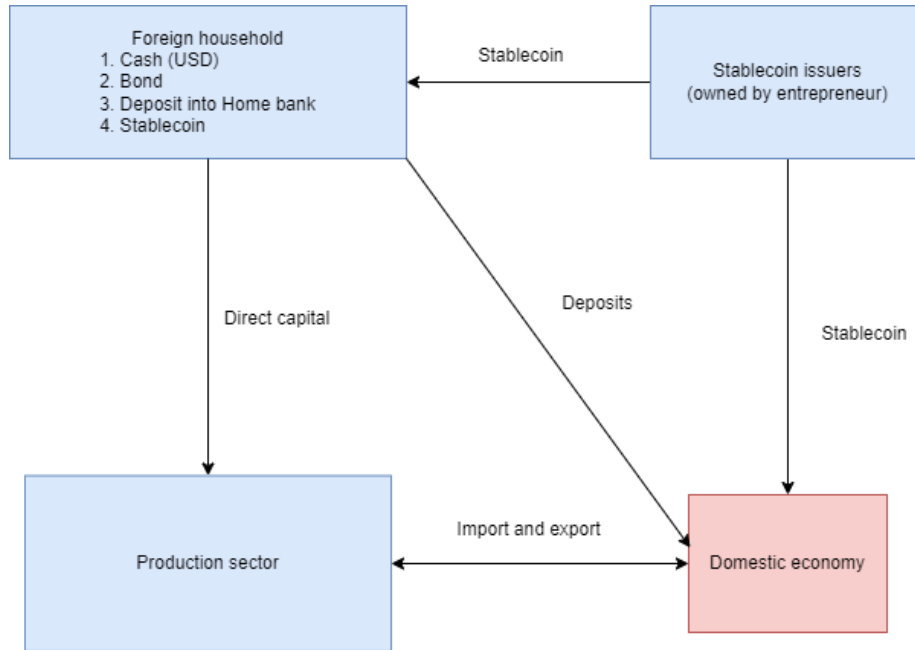 Foreign household
1. Cash (USD)
2. Bond
3. Deposit into Home bank
4. Stablecoin
Stablecoin
Stablecoin issuers
(owned by entrepreneur)
Direct capital
Deposits
Stablecoin
Production sector
Import and export
Domestic economy